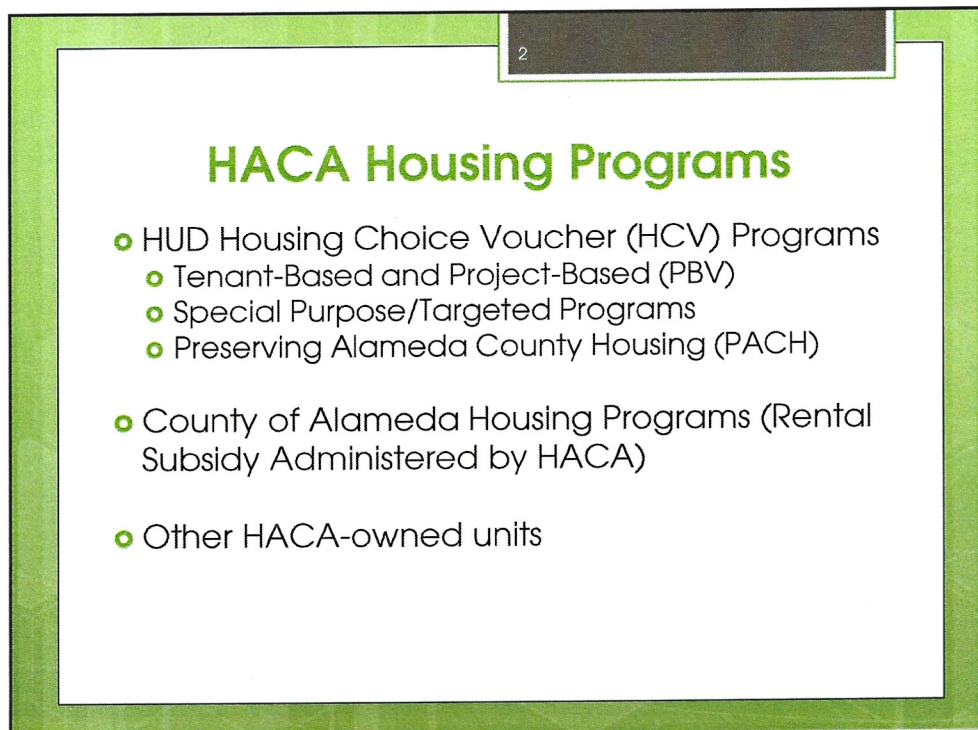 2
HACA Housing Programs
HUD Housing Choice Voucher (HCV) Programs
Tenant-Based and Project-Based (PBV)
Special Purpose/Targeted Programs
Preserving Alameda County Housing (PACH)
County of Alameda Housing Programs (Rental
Subsidy Administered by HACA)
Other HACA-owned units